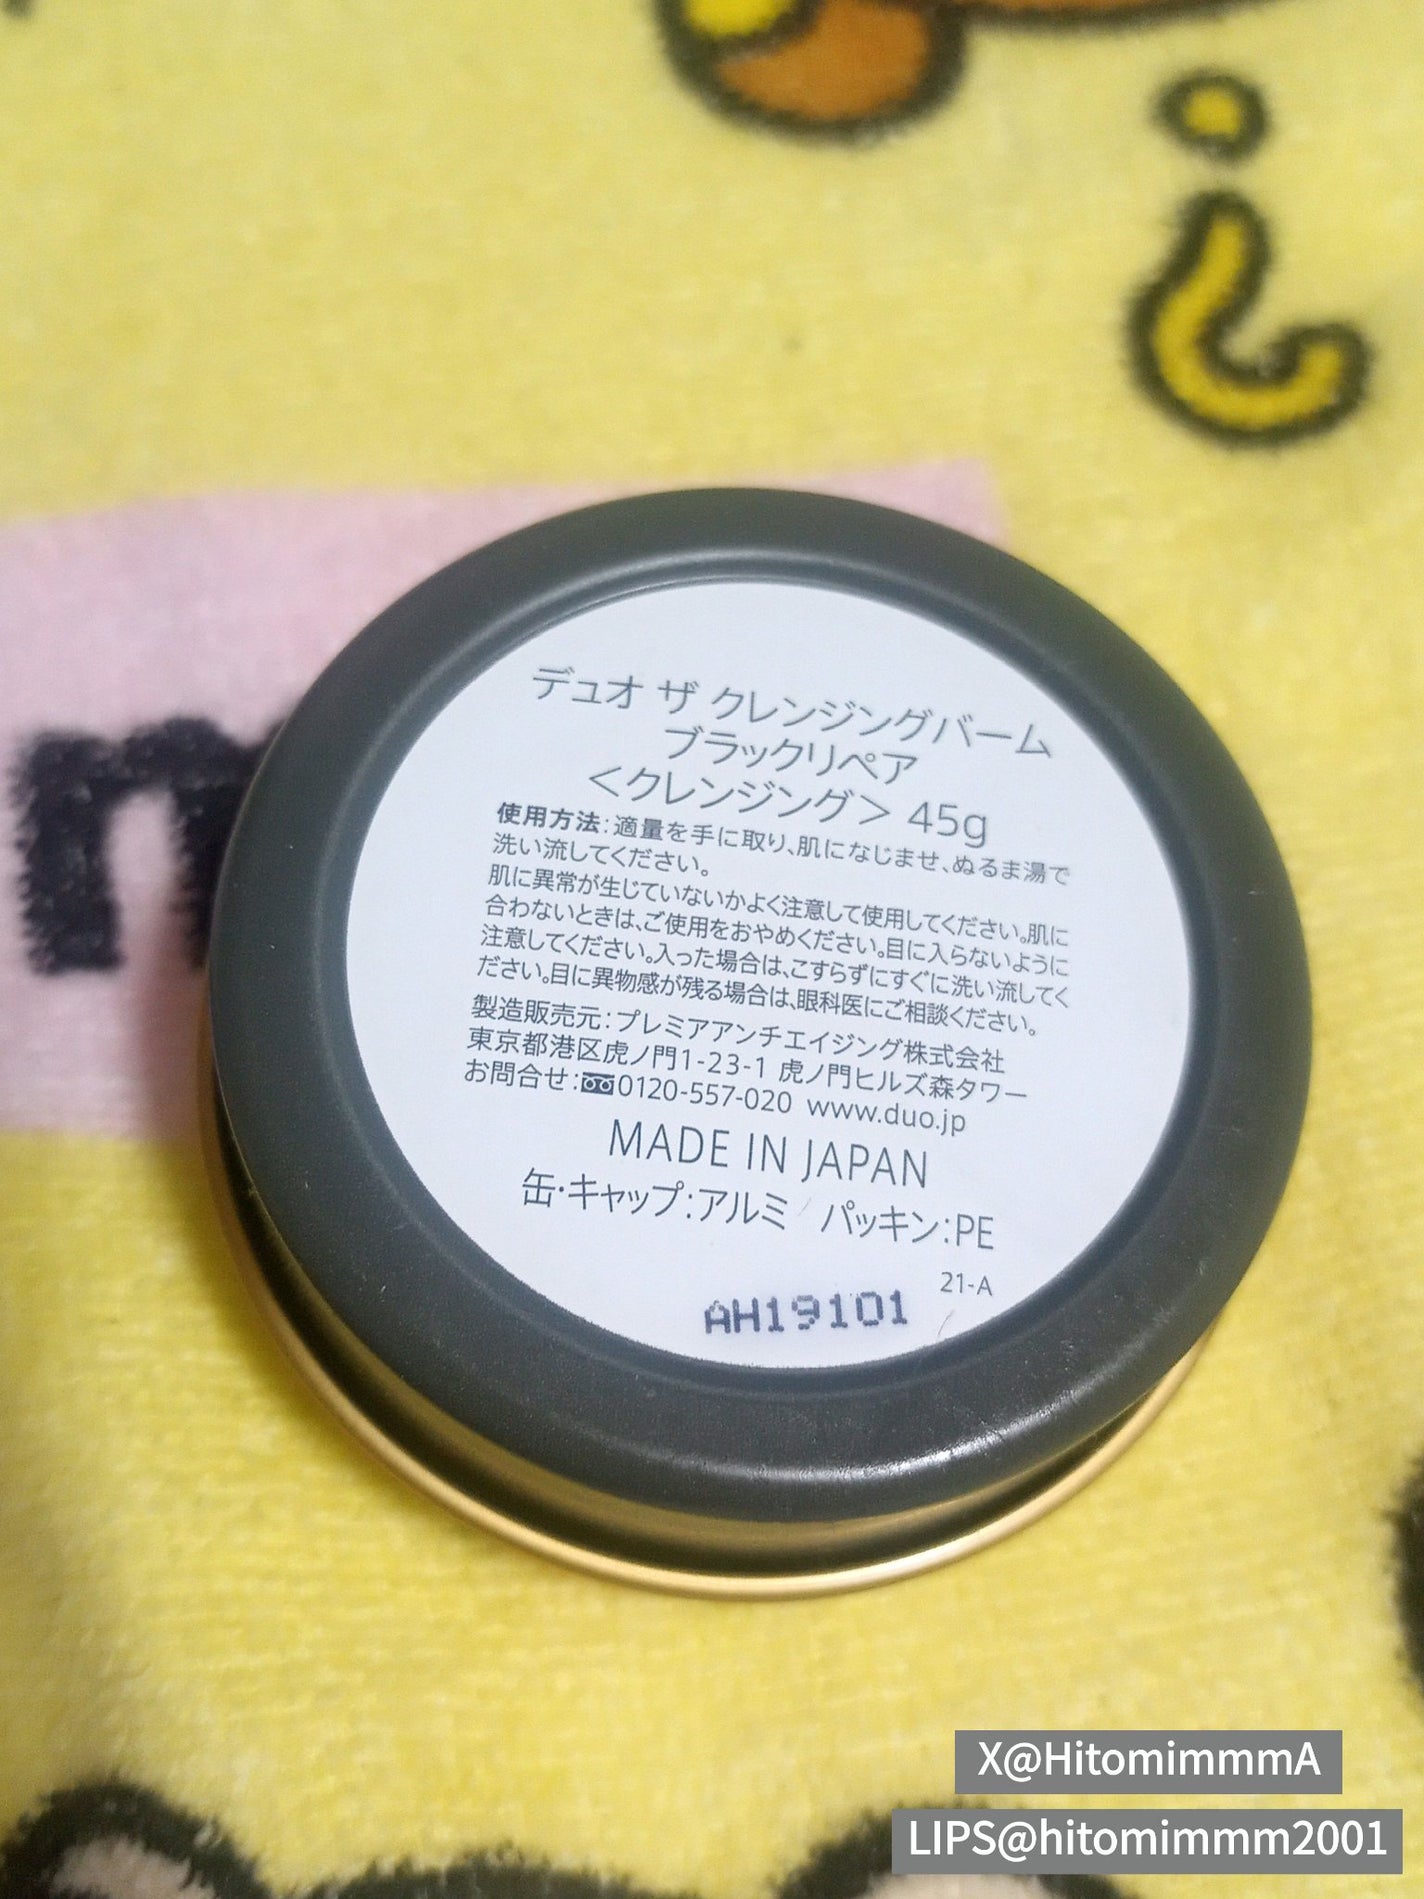 デュオ ザ クレンジングバーム
ブラックリペア
＜クレンジング＞ 45g
使用方法：適量を手に取り、肌になじませ、ぬるま湯で
洗い流してください。
肌に異常が生じていないかよく注意して使用してください。肌に
合わないときは、ご使用をおやめください。目に入らないように
注意してください。入った場合は、こすらずにすぐに洗い流してく
ださい。目に異物感が残る場合は、眼科医にご相談ください。
製造販売元：プレミアアンチエイジング株式会社
東京都港区虎ノ門1-23-1 虎ノ門ヒルズ森タワー
お問合せ：0120-557-020 www.duo.jp
MADE IN JAPAN
缶・キャップ：アルミ パッキン：PE
21-A
AH19101
X@HitomimmmA
LIPS@hitomimmm2001